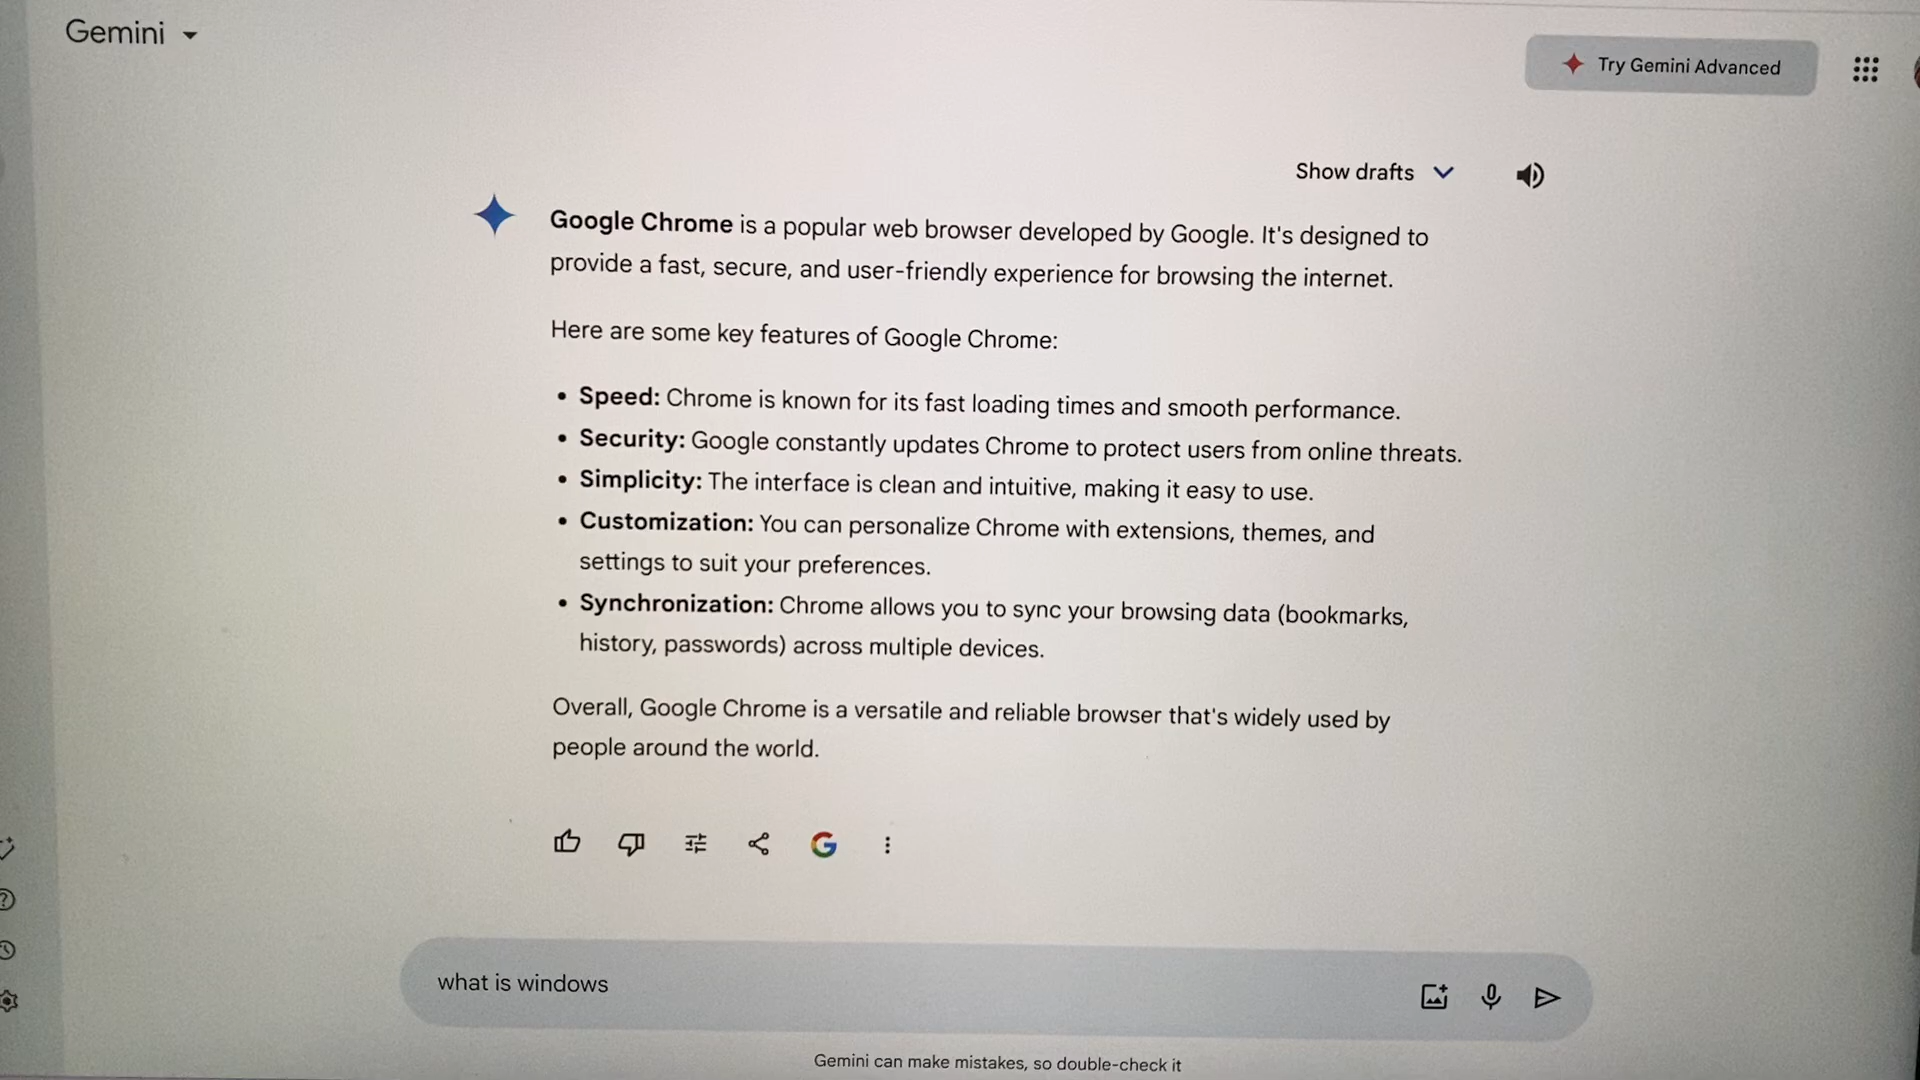 Gemini
Try Gemini Advanced
Show drafts
Google Chrome is a popular web browser developed by Google. It's designed to
provide a fast, secure, and user-friendly experience for browsing the internet.
Here are some key features of Google Chrome:
• Speed: Chrome is known for its fast loading times and smooth performance.
• Security: Google constantly updates Chrome to protect users from online threats.
• Simplicity: The interface is clean and intuitive, making it easy to use.
• Customization: You can personalize Chrome with extensions, themes, and
settings to suit your preferences.
• Synchronization: Chrome allows you to sync your browsing data (bookmarks,
history, passwords) across multiple devices.
Overall, Google Chrome is a versatile and reliable browser that's widely used by
people around the world.
what is windows
Gemini can make mistakes, so double-check it